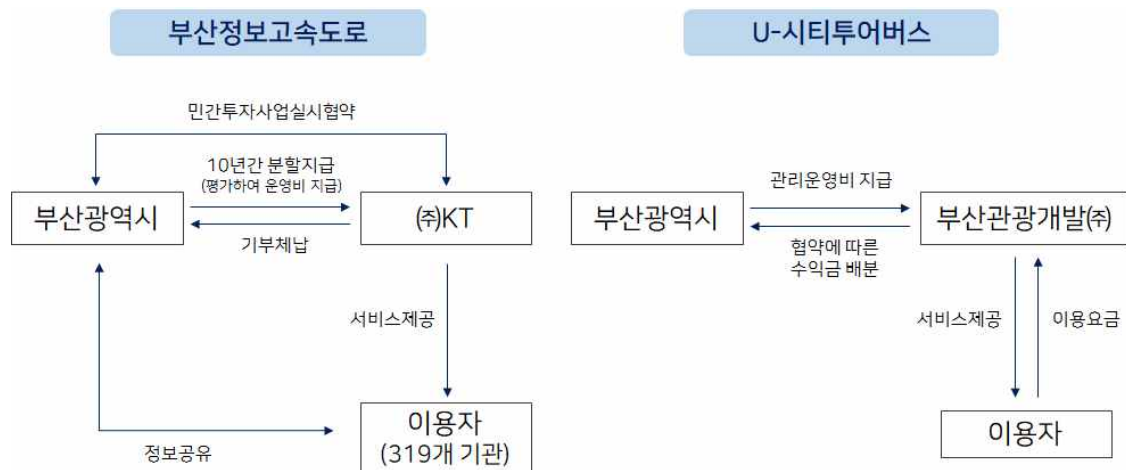 부산정보고속도로
민간투자사업실시협약
10년간 분할지급
(평가하여 운영비 지급)
부산광역시
㈜KT
기부체납
서비스제공
이용자
(319개 기관)
정보공유
U-시티투어버스
관리운영비 지급
부산광역시
부산관광개발㈜
협약에 따른
수익금 배분
서비스제공
이용요금
이용자